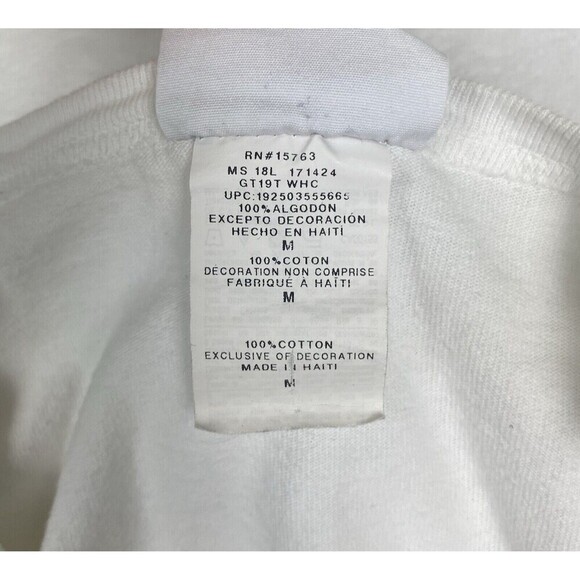 RN#15763
MS 18L 171424
GT19T WHC
UPC:192503555665
100%ALGODON
EXCEPTO DECORACIÓN
HECHO EN HAITÍ
M
100%COTON
DÉCORATION NON COMPRISE
FABRIQUÉ À HAÏTI
M
100%COTTON
EXCLUSIVE OF DECORATION
MADE IN HAITI
M